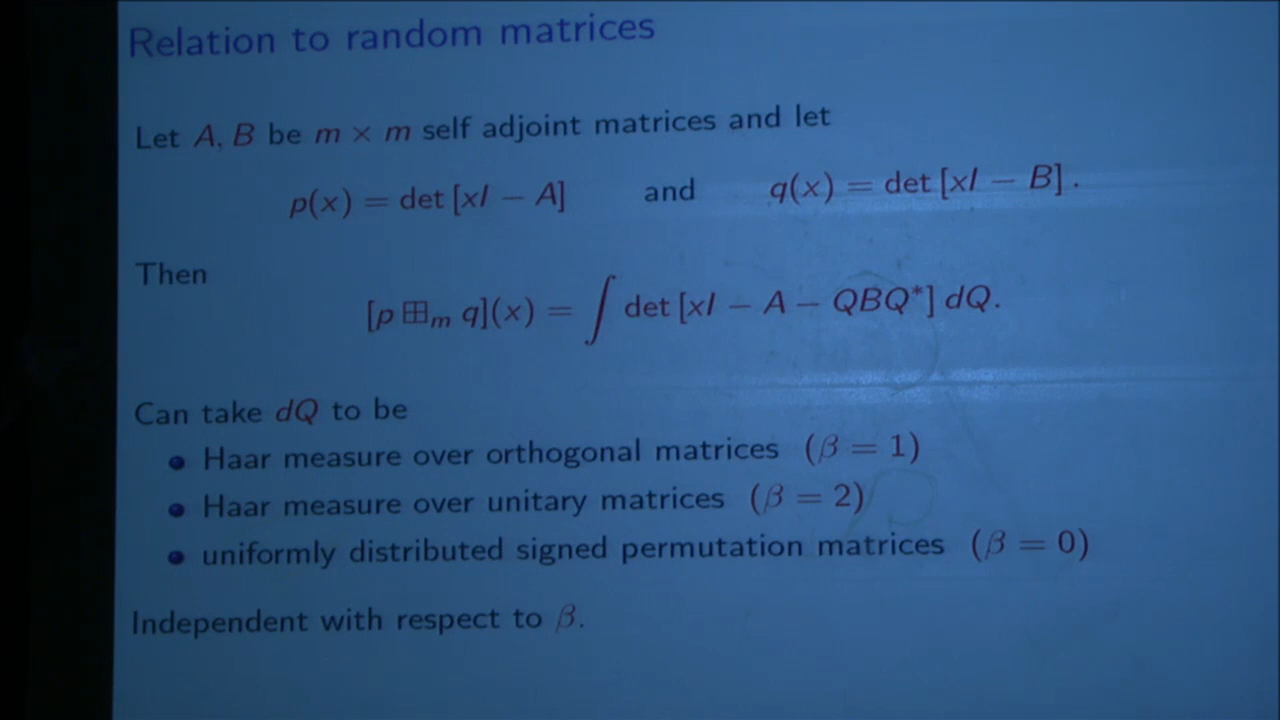 Relation to random matrices
Let A, B be m × m self adjoint matrices and let
p(x) = det [xI − A] and q(x) = det [xI − B] .
Then
[p ⊞ₘ q](x) = ∫ det [xI − A − QBQ*] dQ.
Can take dQ to be
• Haar measure over orthogonal matrices (β = 1)
• Haar measure over unitary matrices (β = 2)
• uniformly distributed signed permutation matrices (β = 0)
Independent with respect to β.